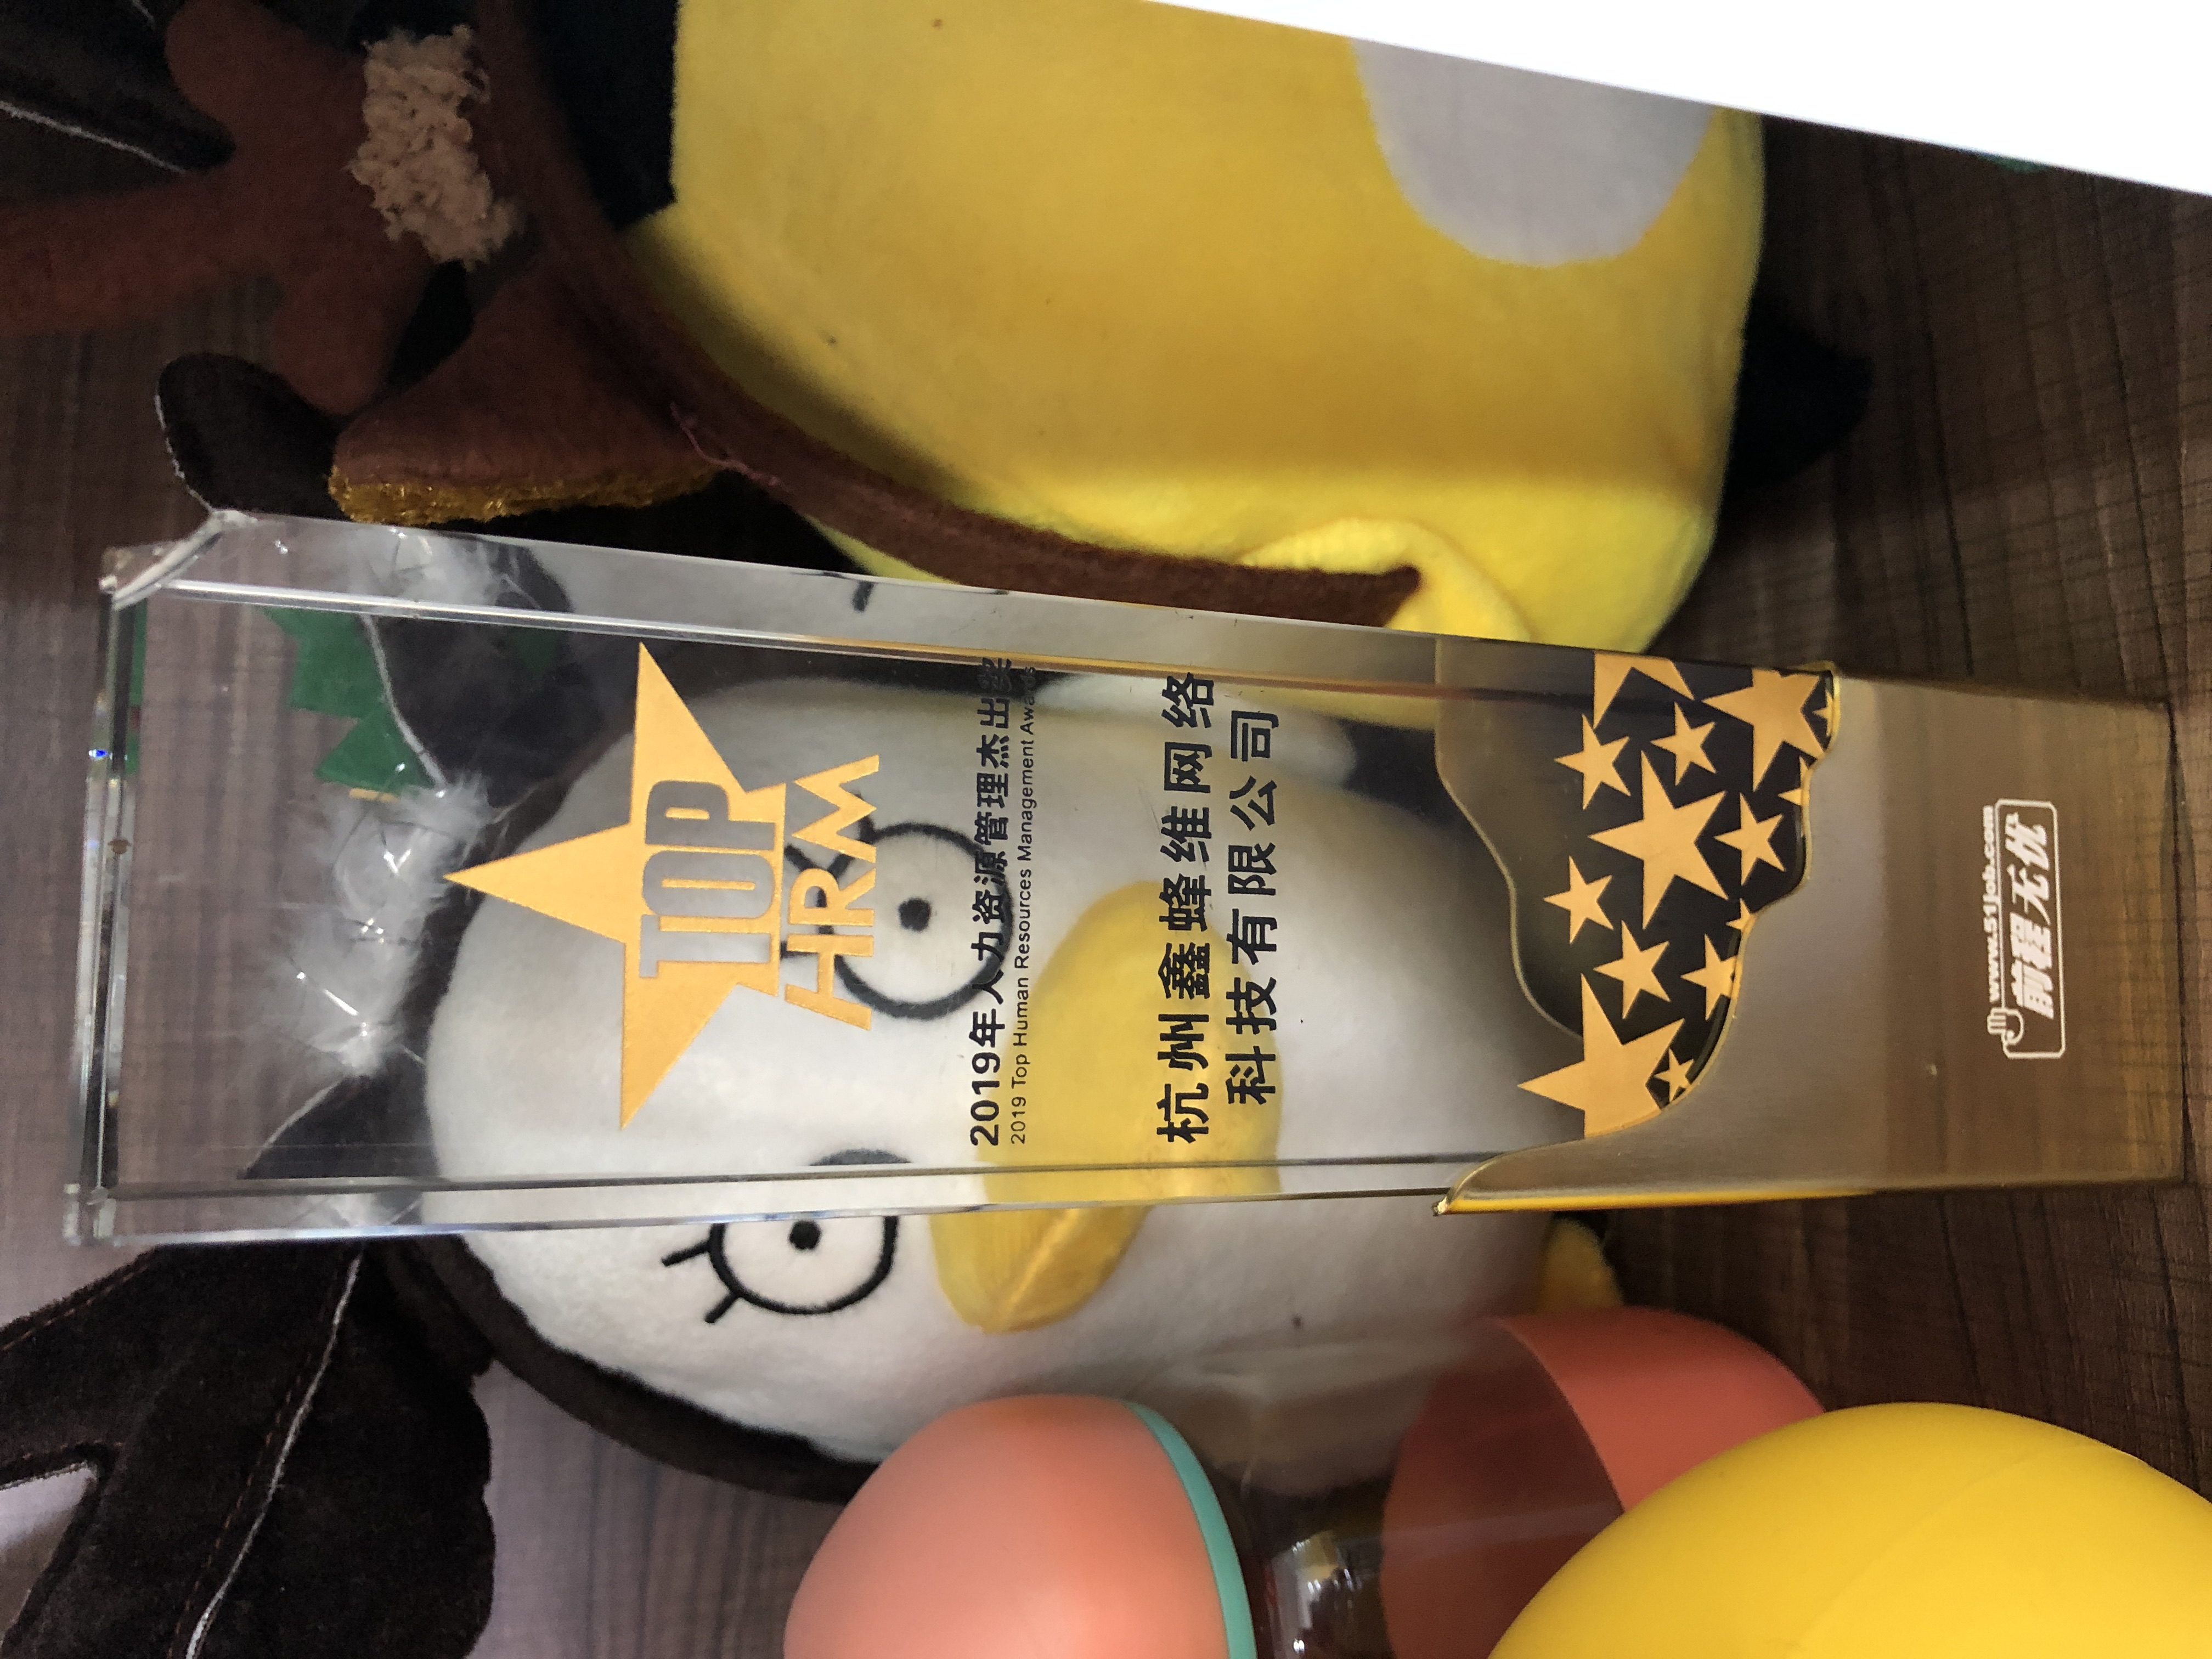 TOP
HRM
2019年人力资源管理杰出奖
2019 Top Human Resources Management Awards
杭州鑫蜂维网络
科技有限公司
www.51job.com
前程无忧